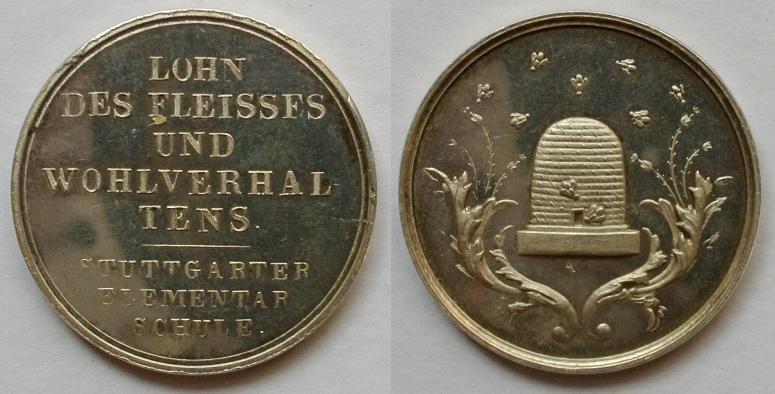 LOHN
DES FLEISSES
UND
WOHLVERHAL
TENS.
STUTTGARTER
ELEMENTAR
SCHULE.